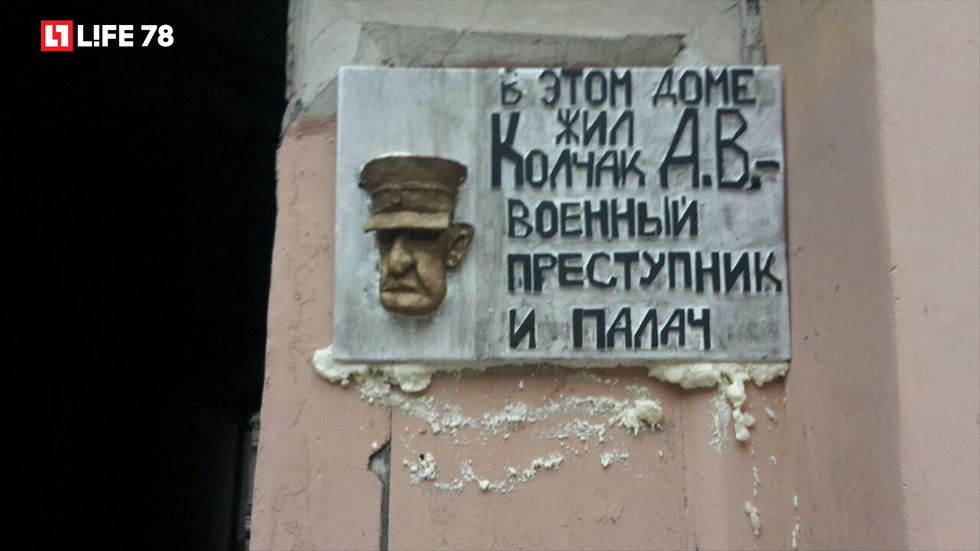 L!FE 78
В ЭТОМ ДОМЕ
ЖИЛ
КОЛЧАК А.В.-
ВОЕННЫЙ
ПРЕСТУПНИК
И ПАЛАЧ